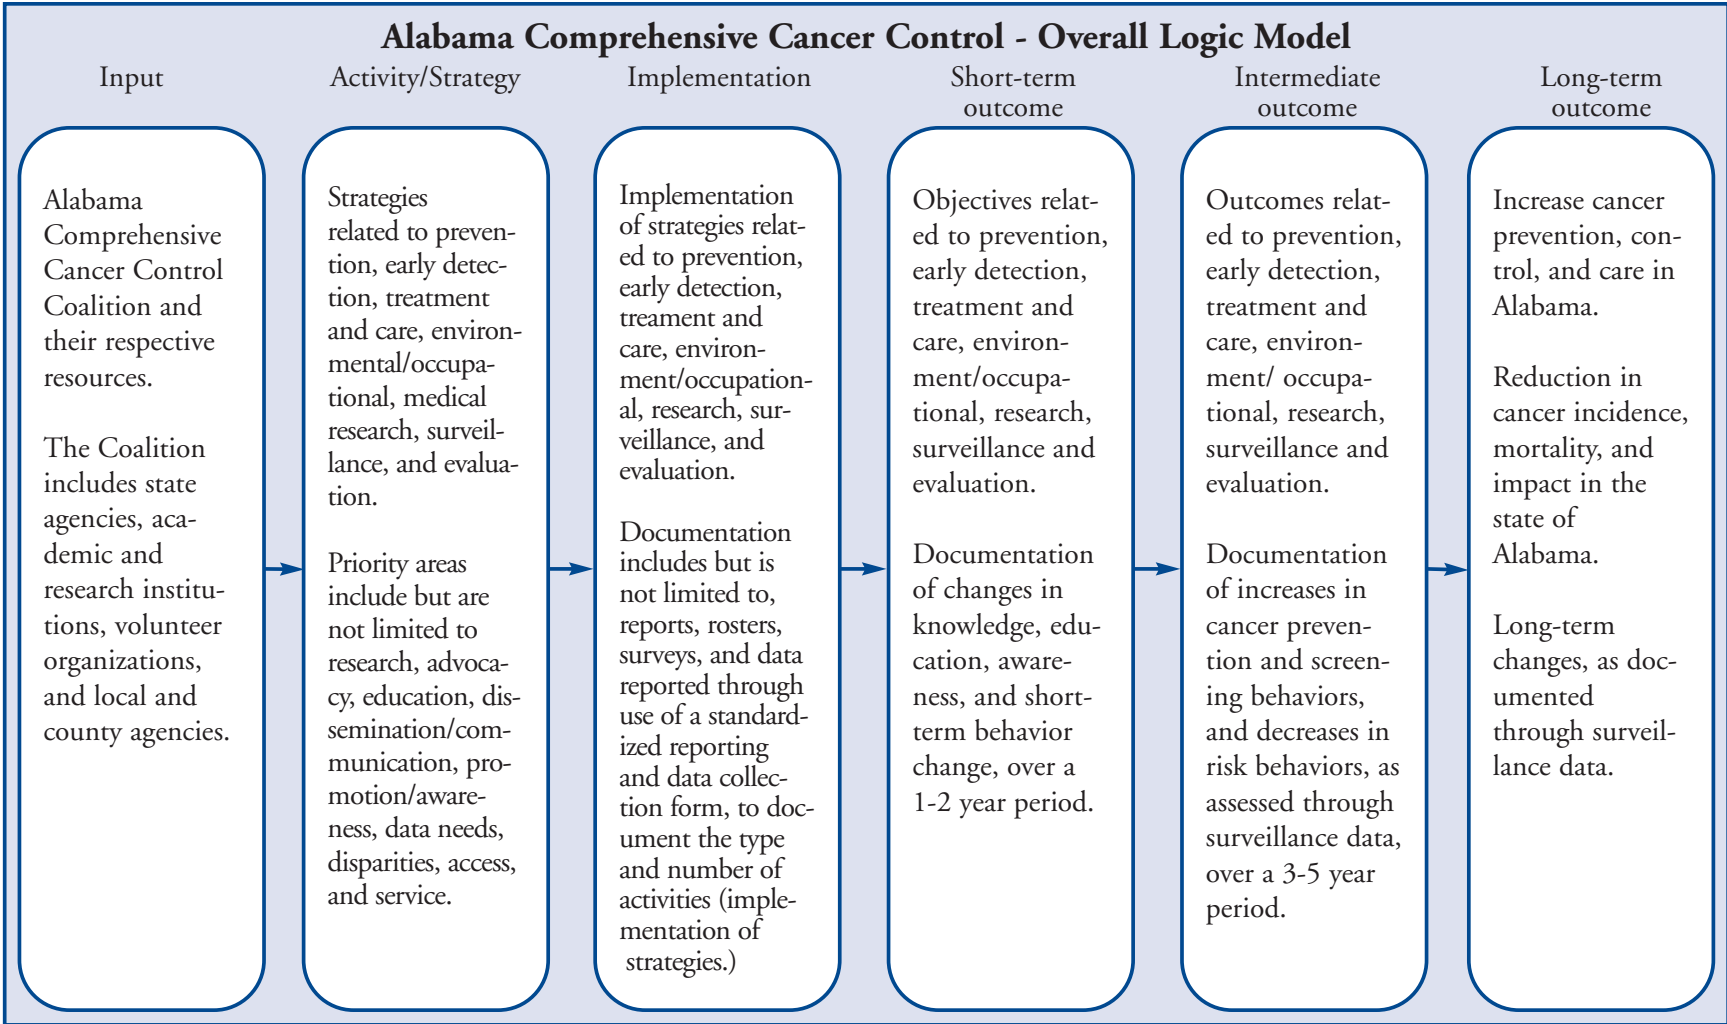 Alabama Comprehensive Cancer Control - Overall Logic Model
Input
Alabama
Comprehensive
Cancer Control
Coalition and
their respective
resources.
The Coalition
includes state
agencies, aca-
demic and
research institu-
tions, volunteer
organizations,
and local and
county agencies.
Activity/Strategy
Strategies
related to preven-
tion, early detec-
tion, treatment
and care, environ-
mental/occupa-
tional, medical
research, surveil-
lance, and evalua-
tion.
Priority areas
include but are
not limited to
research, advoca-
cy, education, dis-
semination/com-
munication, pro-
motion/aware-
ness, data needs,
disparities, access,
and service.
Implementation
Implementation
of strategies relat-
ed to prevention,
early detection,
treament and
care, environ-
ment/occupation-
al, research, sur-
veillance, and
evaluation.
Documentation
includes but is
not limited to,
reports, rosters,
surveys, and data
reported through
use of a standard-
ized reporting
and data collec-
tion form, to doc-
ument the type
and number of
activities (imple-
mentation of
strategies.)
Short-term
outcome
Objectives relat-
ed to prevention,
early detection,
treatment and
care, environ-
ment/occupa-
tional, research,
surveillance and
evaluation.
Documentation
of changes in
knowledge, edu-
cation, aware-
ness, and short-
term behavior
change, over a
1-2 year period.
Intermediate
outcome
Outcomes relat-
ed to prevention,
early detection,
treatment and
care, environ-
ment/ occupa-
tional, research,
surveillance and
evaluation.
Documentation
of increases in
cancer preven-
tion and screen-
ing behaviors,
and decreases in
risk behaviors, as
assessed through
surveillance data,
over a 3-5 year
period.
Long-term
outcome
Increase cancer
prevention, con-
trol, and care in
Alabama.
Reduction in
cancer incidence,
mortality, and
impact in the
state of
Alabama.
Long-term
changes, as doc-
umented
through surveil-
lance data.